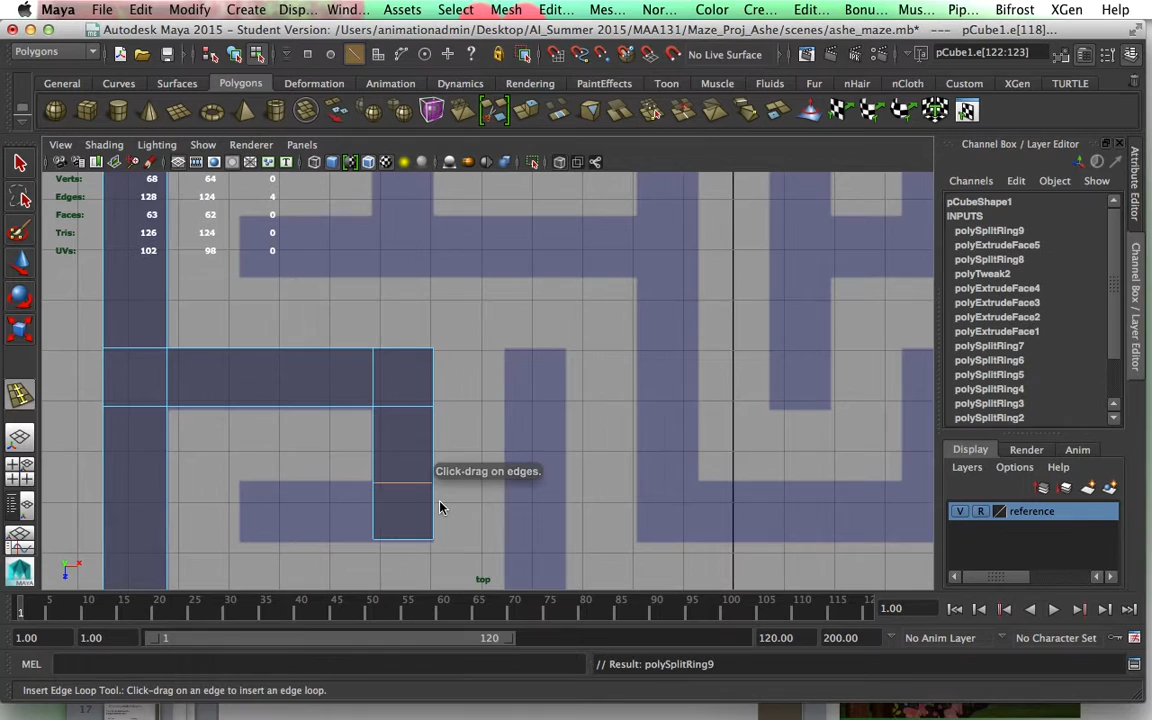 Maya File Edit Modify Create Disp... Wind... Assets Select Mesh Edit... Mes... Nor... Color Cre... Edit... Bonu... Mus... Pip... Bifrost XGen Help
Autodesk Maya 2015 - Student Version: /Users/animationadmin/Desktop/AI_Summer 2015/MAA131/Maze_Proj_Ashe/scenes/ashe_maze.mb* --- pCube1.e[118]...
Polygons
No Live Surface
pCube1.e[122:123]
General Curves Surfaces Polygons Deformation Animation Dynamics Rendering PaintEffects Toon Muscle Fluids Fur nHair nCloth Custom XGen TURTLE
View Shading Lighting Show Renderer Panels
Channel Box / Layer Editor
Channels Edit Object Show
Verts: 68 64 0
Edges: 128 124 4
Faces: 63 62 0
Tris: 126 124 0
UVs: 102 98 0
pCubeShape1
INPUTS
polySplitRing9
polyExtrudeFace5
polySplitRing8
polyTweak2
polyExtrudeFace4
polyExtrudeFace3
polyExtrudeFace2
polyExtrudeFace1
polySplitRing7
polySplitRing6
polySplitRing5
polySplitRing4
polySplitRing3
polySplitRing2
Attribute Editor
Channel Box / Layer Editor
Click-drag on edges.
Display Render Anim
Layers Options Help
V R reference
top
1 5 10 15 20 25 30 35 40 45 50 55 60 65 70 75 80 85 90 95 100 105 110 115 12
1.00
1.00 1.00 1 120 120.00 200.00 No Anim Layer No Character Set
MEL // Result: polySplitRing9
Insert Edge Loop Tool.: Click-drag on an edge to insert an edge loop.
17